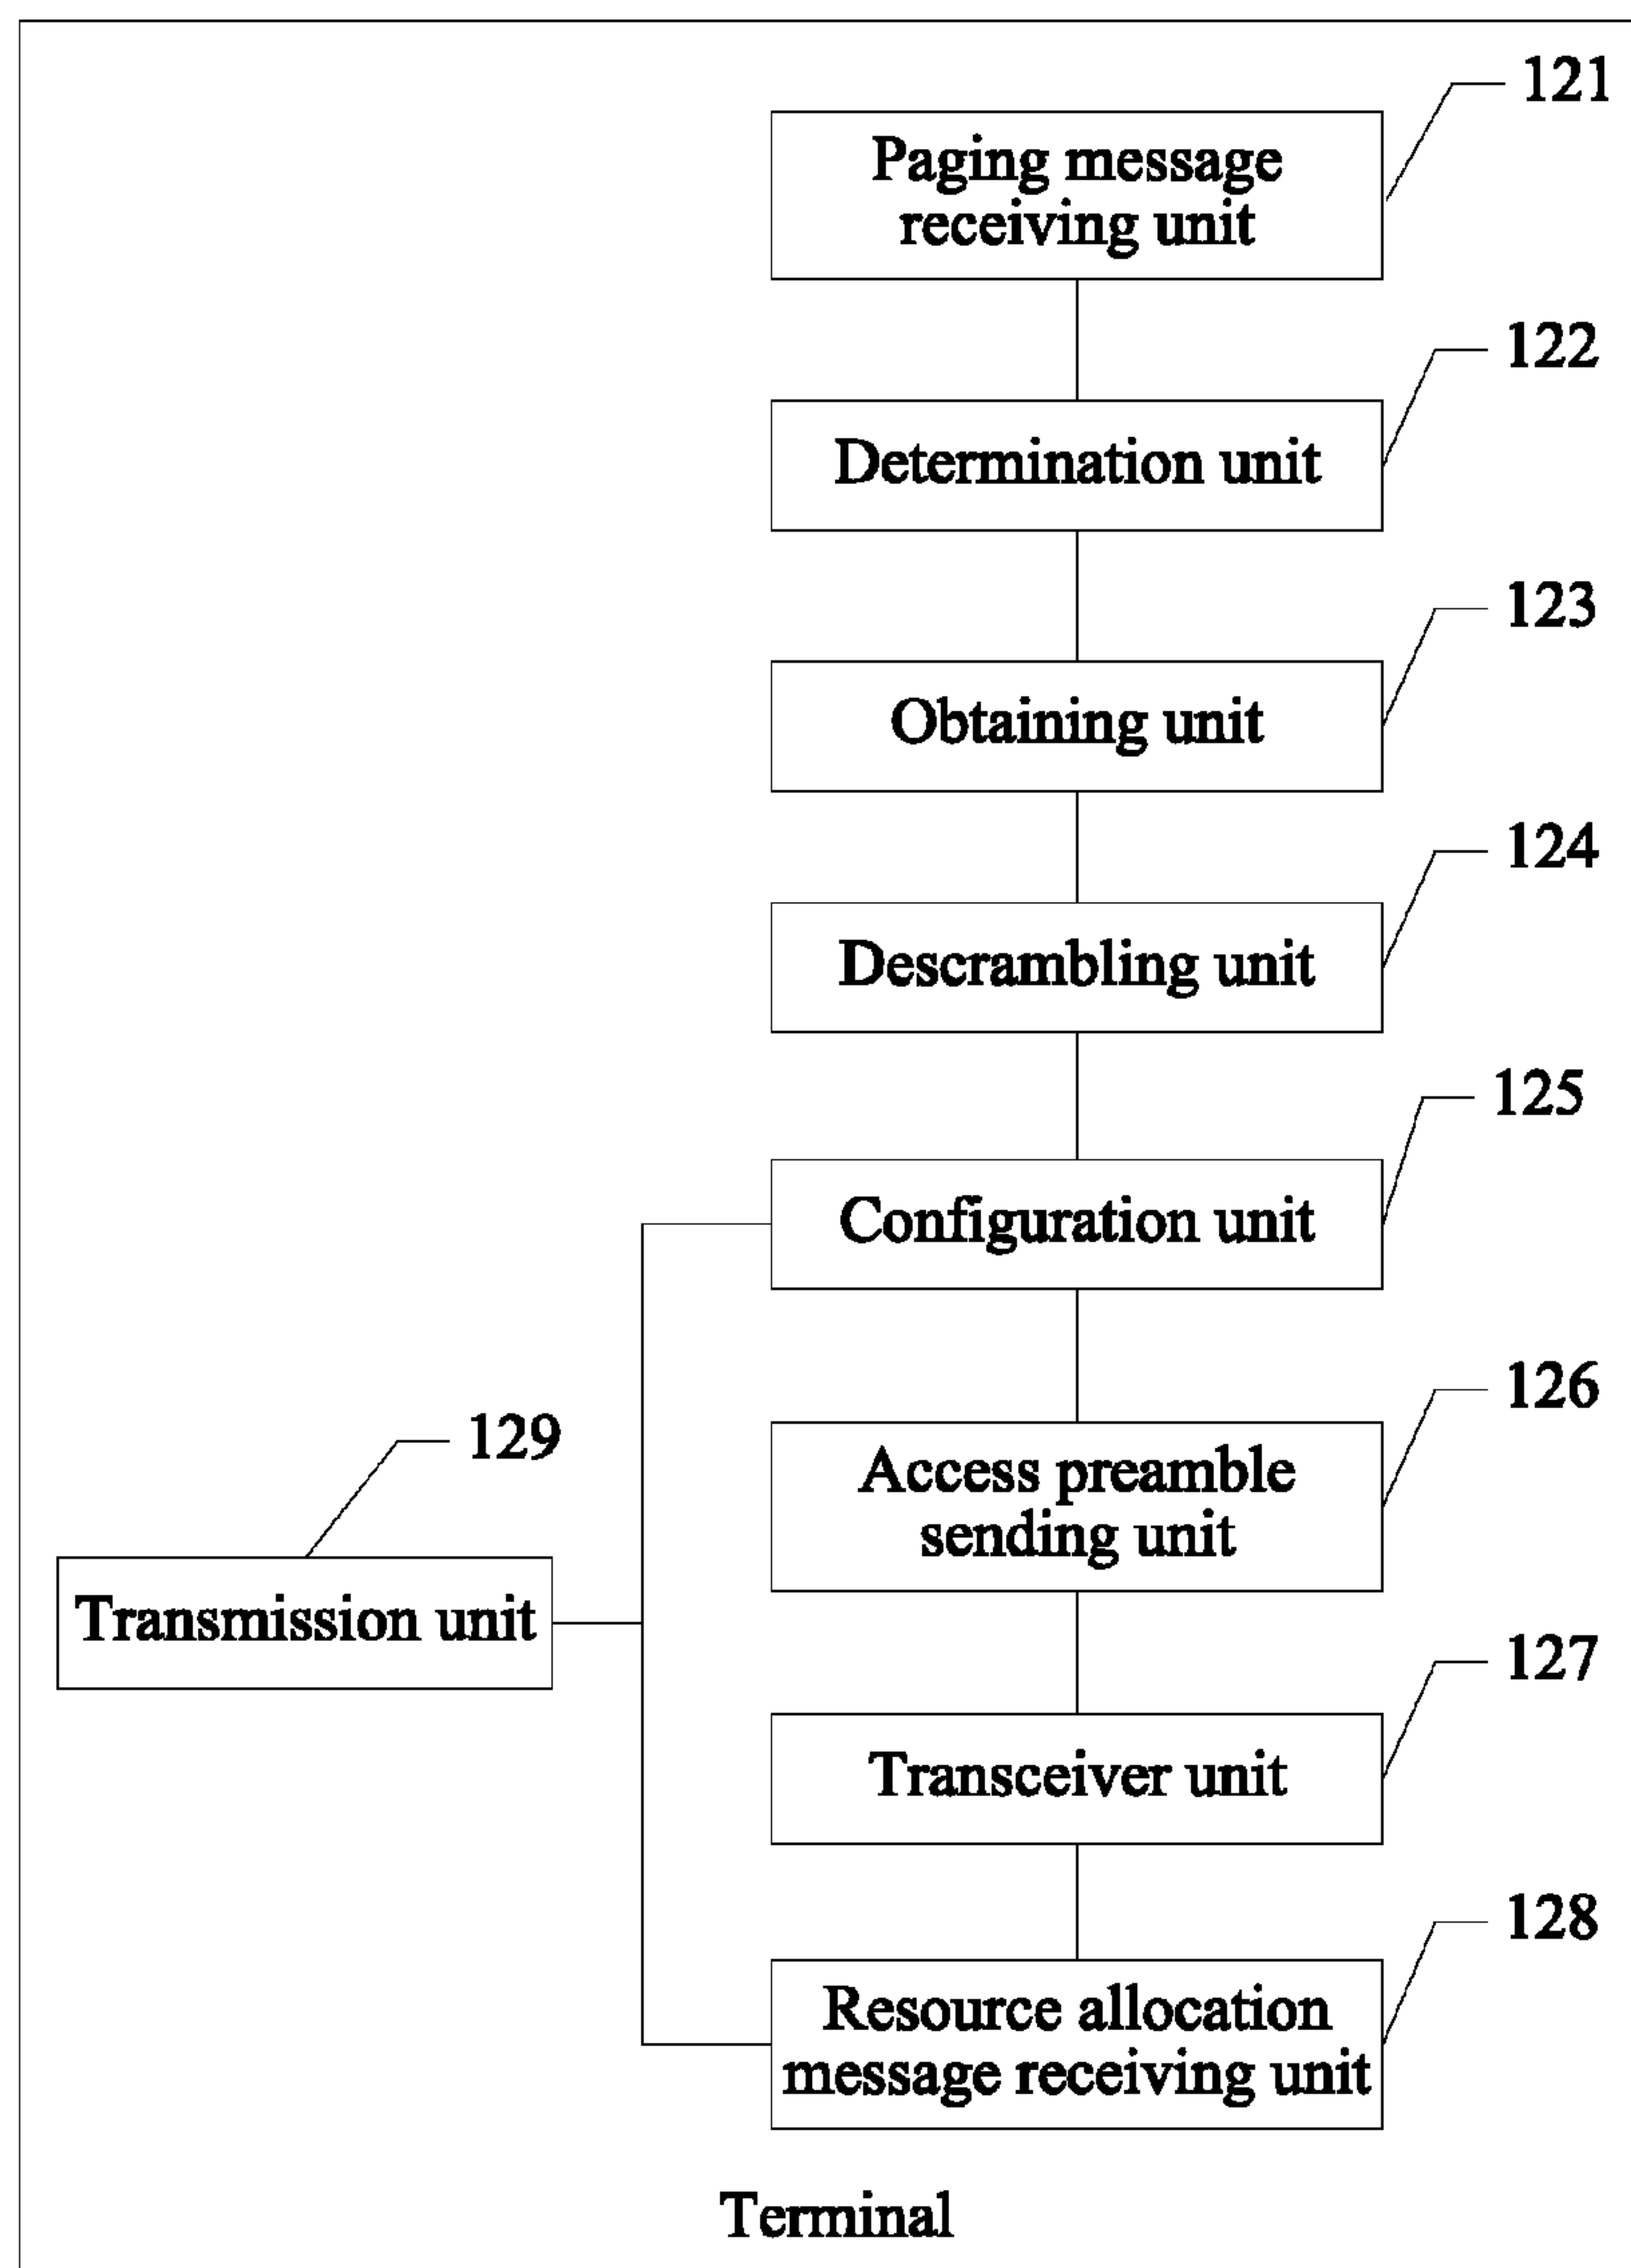 121
Paging message
receiving unit
122
Determination unit
123
Obtaining unit
124
Descrambling unit
125
Configuration unit
126
Access preamble
sending unit
129
Transmission unit
127
Transceiver unit
128
Resource allocation
message receiving unit
Terminal